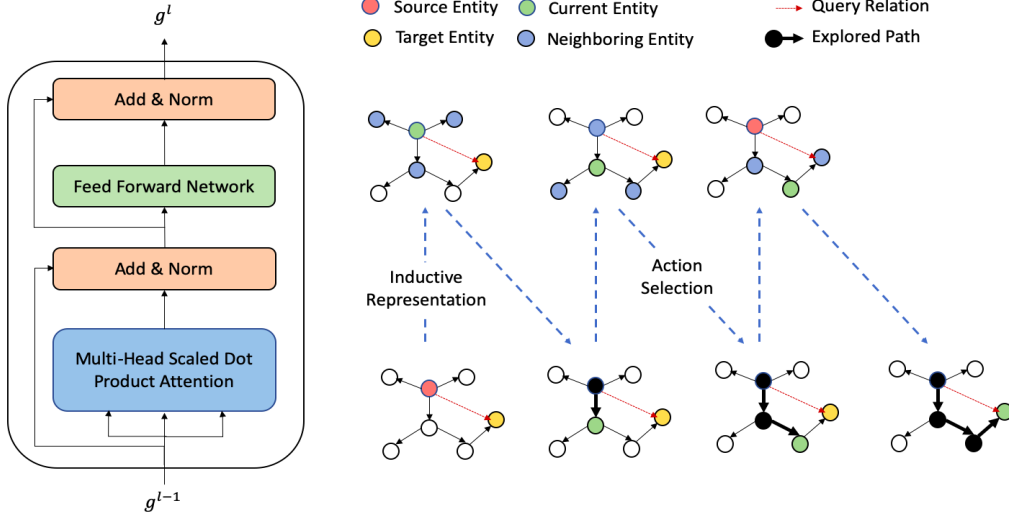 g^l
Add & Norm
Feed Forward Network
Add & Norm
Multi-Head Scaled Dot
Product Attention
g^{l-1}
Source Entity
Current Entity
Query Relation
Target Entity
Neighboring Entity
Explored Path
Inductive
Representation
Action
Selection